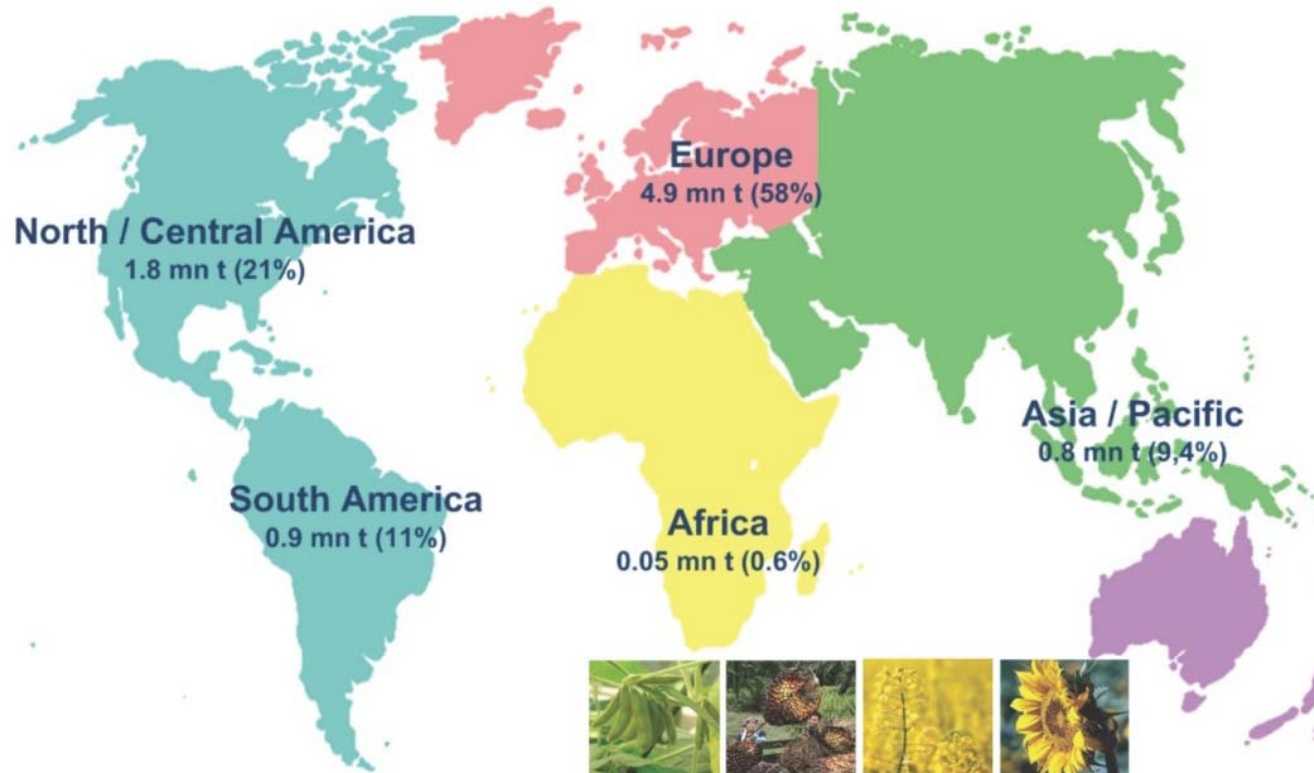 Europe
4.9 mn t (58%)
North / Central America
1.8 mn t (21%)
Asia / Pacific
0.8 mn t (9,4%)
South America
0.9 mn t (11%)
Africa
0.05 mn t (0.6%)